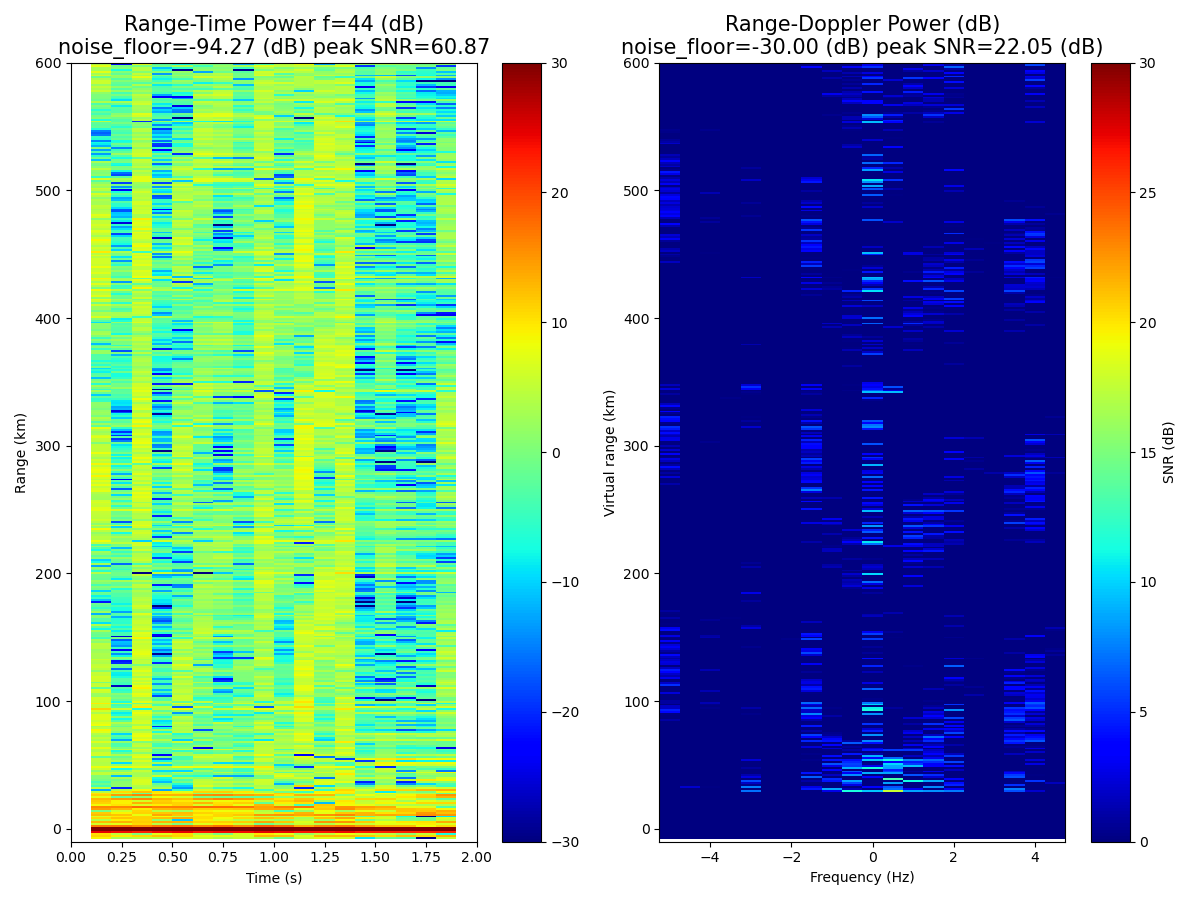 Range-Time Power f=44 (dB)
noise_floor=-94.27 (dB) peak SNR=60.87
Range (km)
600
500
400
300
200
100
0
0.00 0.25 0.50 0.75 1.00 1.25 1.50 1.75 2.00
Time (s)
30
20
10
0
−10
−20
−30
Range-Doppler Power (dB)
noise_floor=-30.00 (dB) peak SNR=22.05 (dB)
Virtual range (km)
600
500
400
300
200
100
0
−4 −2 0 2 4
Frequency (Hz)
30
25
20
15
10
5
0
SNR (dB)